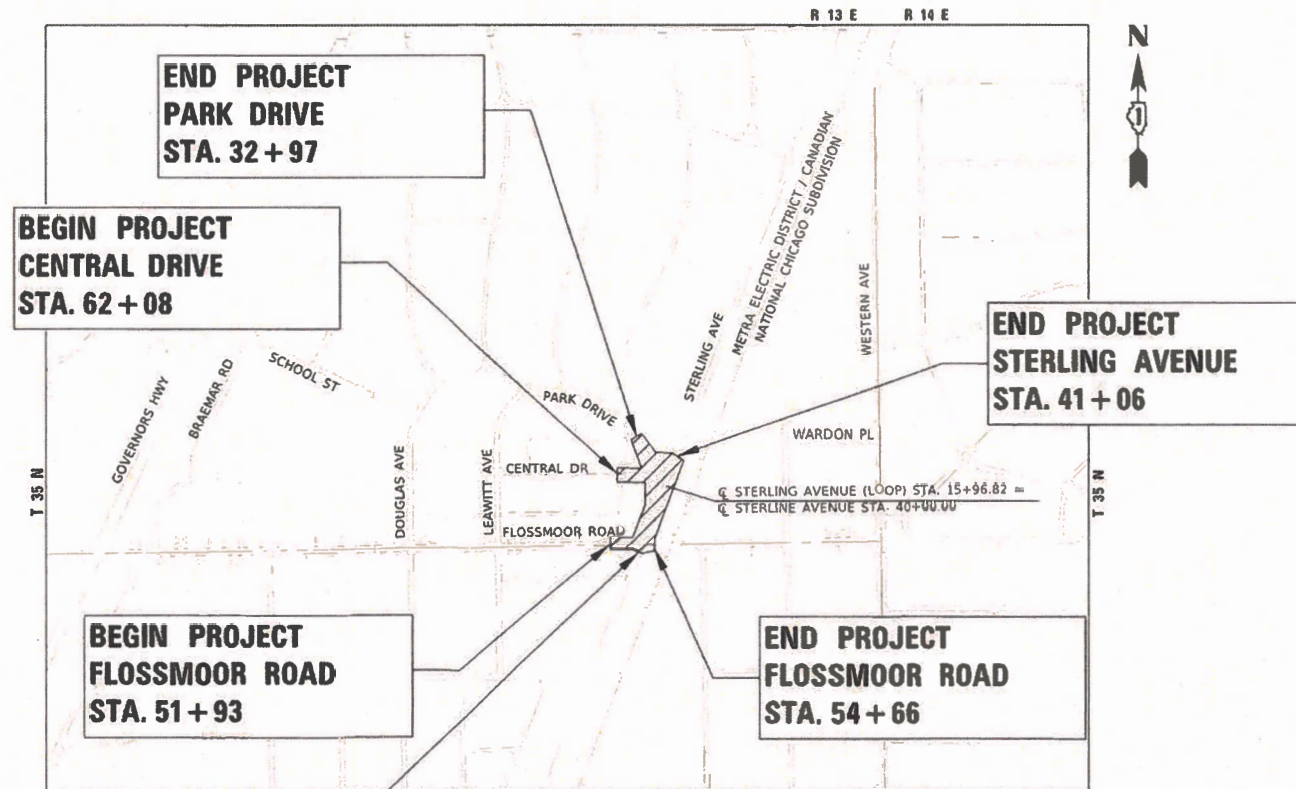 R 13 E R 14 E
N
END PROJECT
PARK DRIVE
STA. 32+97
BEGIN PROJECT
CENTRAL DRIVE
STA. 62+08
METRA ELECTRIC DISTRICT / CANADIAN
NATIONAL CHICAGO SUBDIVISION
STERLING AVE
WESTERN AVE
END PROJECT
STERLING AVENUE
STA. 41+06
GOVERNORS HWY
BRAEMAR RD
SCHOOL ST
PARK DRIVE
WARDON PL
DOUGLAS AVE
LEAWITT AVE
CENTRAL DR
T 35 N
T 35 N
℄ STERLING AVENUE (LOOP) STA. 15+96.82 =
℄ STERLINE AVENUE STA. 40+00.00
FLOSSMOOR ROAD
BEGIN PROJECT
FLOSSMOOR ROAD
STA. 51+93
END PROJECT
FLOSSMOOR ROAD
STA. 54+66